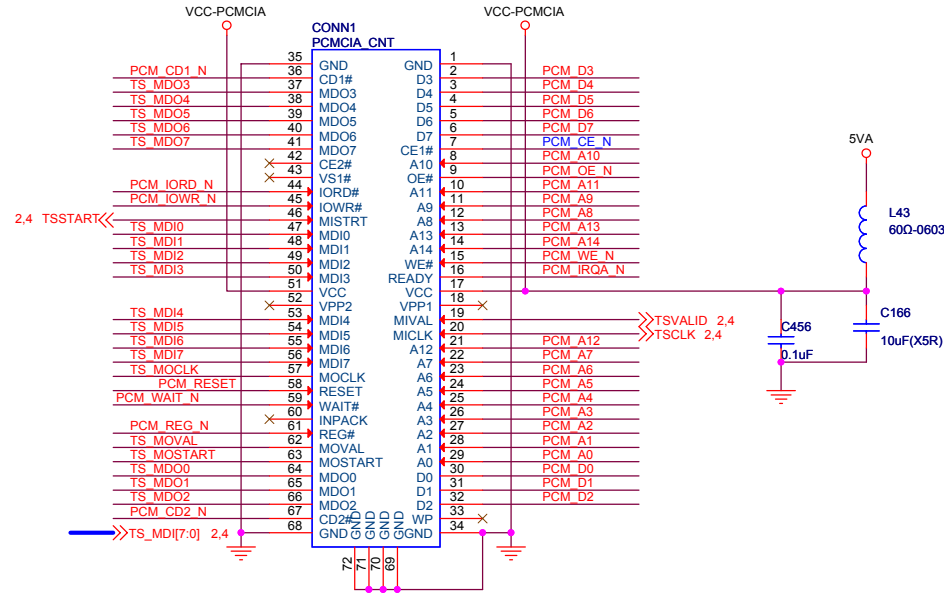 VCC-PCMCIA
VCC-PCMCIA
CONN1
PCMCIA_CNT
35 GND GND 1
PCM_CD1_N 36 CD1# D3 2 PCM_D3
TS_MDO3 37 MDO3 D4 3 PCM_D4
TS_MDO4 38 MDO4 D5 4 PCM_D5
TS_MDO5 39 MDO5 D6 5 PCM_D6
TS_MDO6 40 MDO6 D7 6 PCM_D7
TS_MDO7 41 MDO7 CE1# 7 PCM_CE_N
42 CE2# A10 8 PCM_A10
43 VS1# OE# 9 PCM_OE_N
PCM_IORD_N 44 IORD# A11 10 PCM_A11
PCM_IOWR_N 45 IOWR# A9 11 PCM_A9
2,4 TSSTART 46 MISTRT A8 12 PCM_A8
TS_MDI0 47 MDI0 A13 13 PCM_A13
TS_MDI1 48 MDI1 A14 14 PCM_A14
TS_MDI2 49 MDI2 WE# 15 PCM_WE_N
TS_MDI3 50 MDI3 READY 16 PCM_IRQA_N
51 VCC VCC 17
52 VPP2 VPP1 18
TS_MDI4 53 MDI4 MIVAL 19 TSVALID 2,4
TS_MDI5 54 MDI5 MICLK 20 TSCLK 2,4
TS_MDI6 55 MDI6 A12 21 PCM_A12
TS_MDI7 56 MDI7 A7 22 PCM_A7
TS_MOCLK 57 MOCLK A6 23 PCM_A6
PCM_RESET 58 RESET A5 24 PCM_A5
PCM_WAIT_N 59 WAIT# A4 25 PCM_A4
60 INPACK A3 26 PCM_A3
PCM_REG_N 61 REG# A2 27 PCM_A2
TS_MOVAL 62 MOVAL A1 28 PCM_A1
TS_MOSTART 63 MOSTART A0 29 PCM_A0
TS_MDO0 64 MDO0 D0 30 PCM_D0
TS_MDO1 65 MDO1 D1 31 PCM_D1
TS_MDO2 66 MDO2 D2 32 PCM_D2
PCM_CD2_N 67 CD2# WP 33
68 GND GND 34
TS_MDI[7:0] 2,4
GND GND GND GND
72 71 70 69
5VA
L43
60Ω-0603
C456
0.1uF
C166
10uF(X5R)